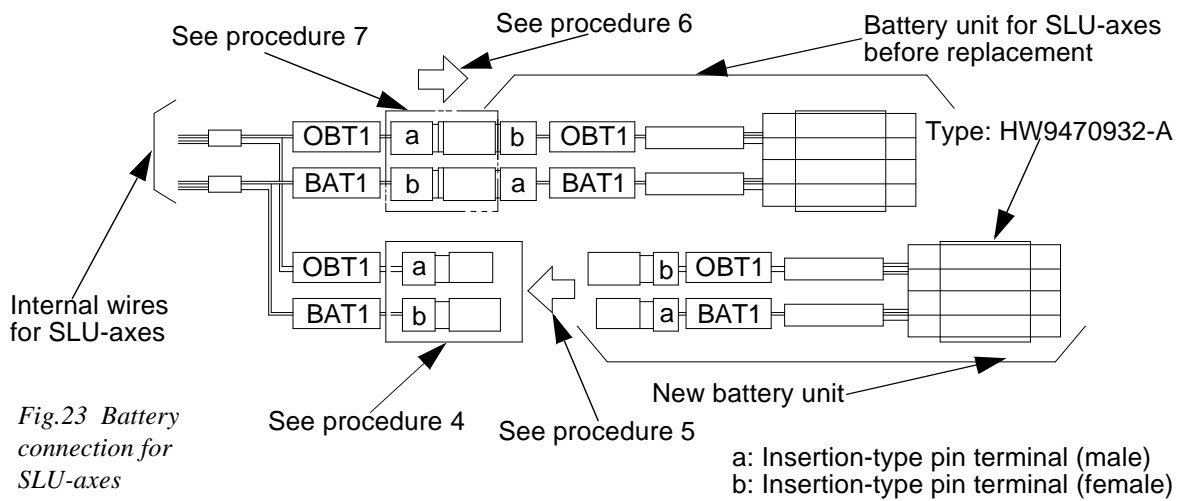 See procedure 7
See procedure 6
Battery unit for SLU-axes
before replacement
OBT1 a b OBT1
Type: HW9470932-A
BAT1 b a BAT1
OBT1 a b OBT1
BAT1 b a BAT1
Internal wires
for SLU-axes
New battery unit
See procedure 4
See procedure 5
Fig.23 Battery
connection for
SLU-axes
a: Insertion-type pin terminal (male)
b: Insertion-type pin terminal (female)